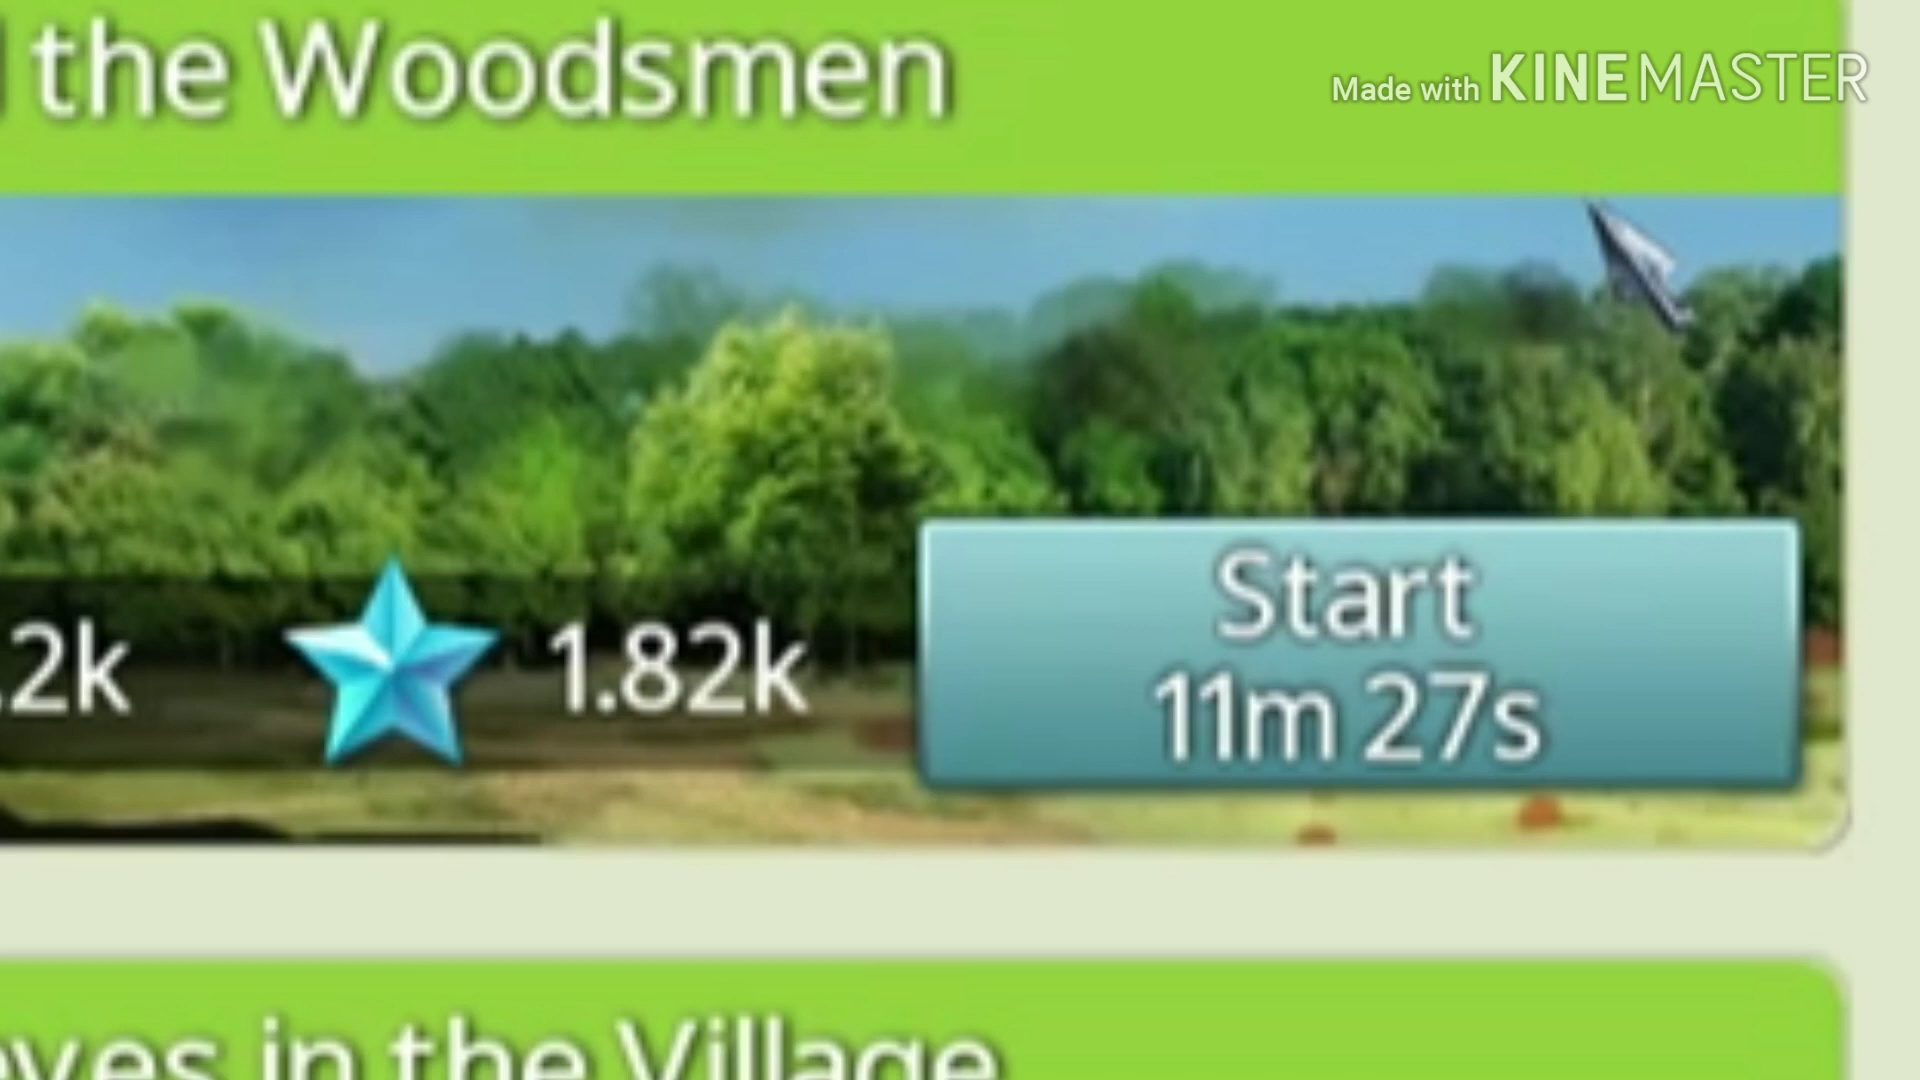 the Woodsmen
Made with KINEMASTER
.2k
1.82k
Start
11m 27s
in the Village